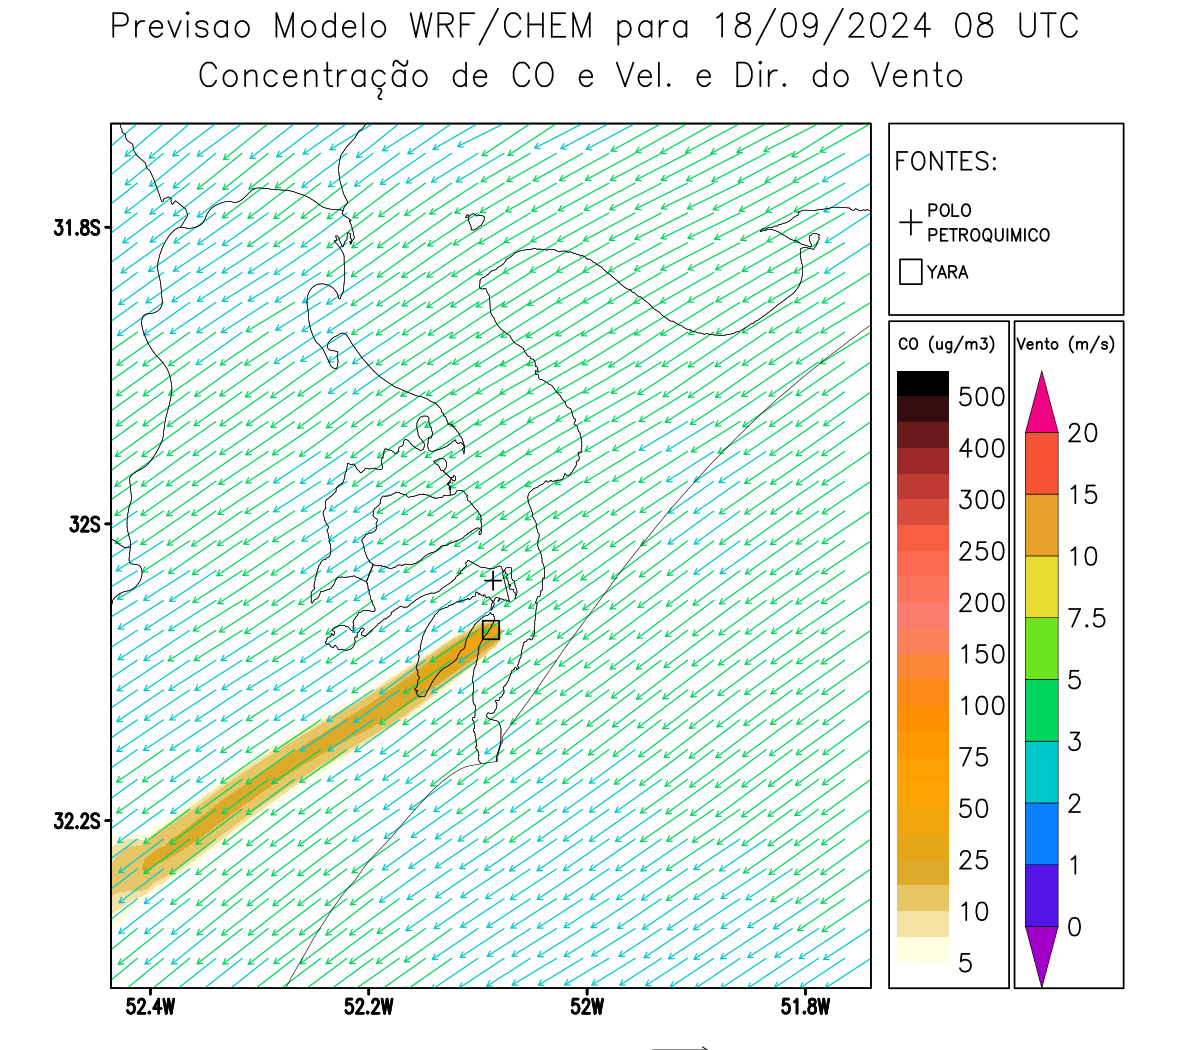 Previsao Modelo WRF/CHEM para 18/09/2024 08 UTC
Concentração de CO e Vel. e Dir. do Vento
FONTES:
POLO
PETROQUIMICO
YARA
CO (ug/m3)
500
400
300
250
200
150
100
75
50
25
10
5
Vento (m/s)
20
15
10
7.5
5
3
2
1
0
31.8S
32S
32.2S
52.4W
52.2W
52W
51.8W